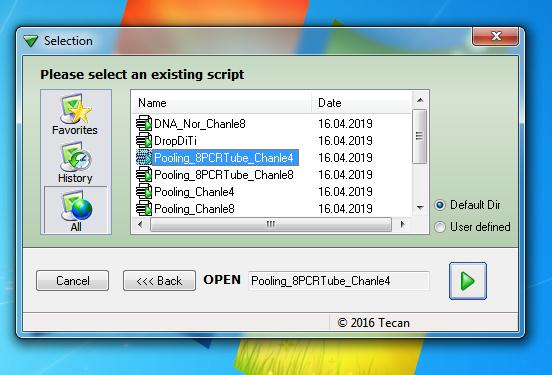 Selection
Please select an existing script
Name Date
DNA_Nor_Chanle8 16.04.2019
DropDiTi 16.04.2019
Pooling_8PCRTube_Chanle4 16.04.2019
Pooling_8PCRTube_Chanle8 16.04.2019
Pooling_Chanle4 16.04.2019
Pooling_Chanle8 16.04.2019
Favorites
History
All
Default Dir
User defined
Cancel <<< Back OPEN Pooling_8PCRTube_Chanle4
© 2016 Tecan